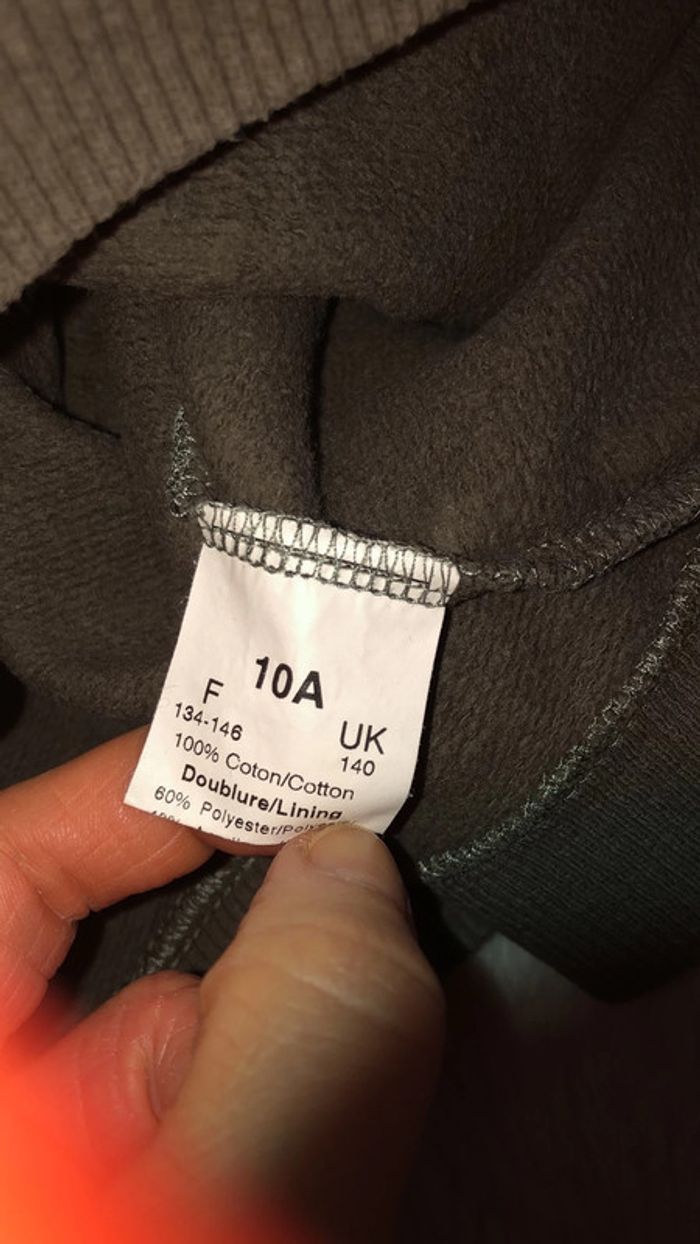 10A
F
134-146
UK
140
100% Coton/Cotton
Doublure/Lining
60% Polyester/